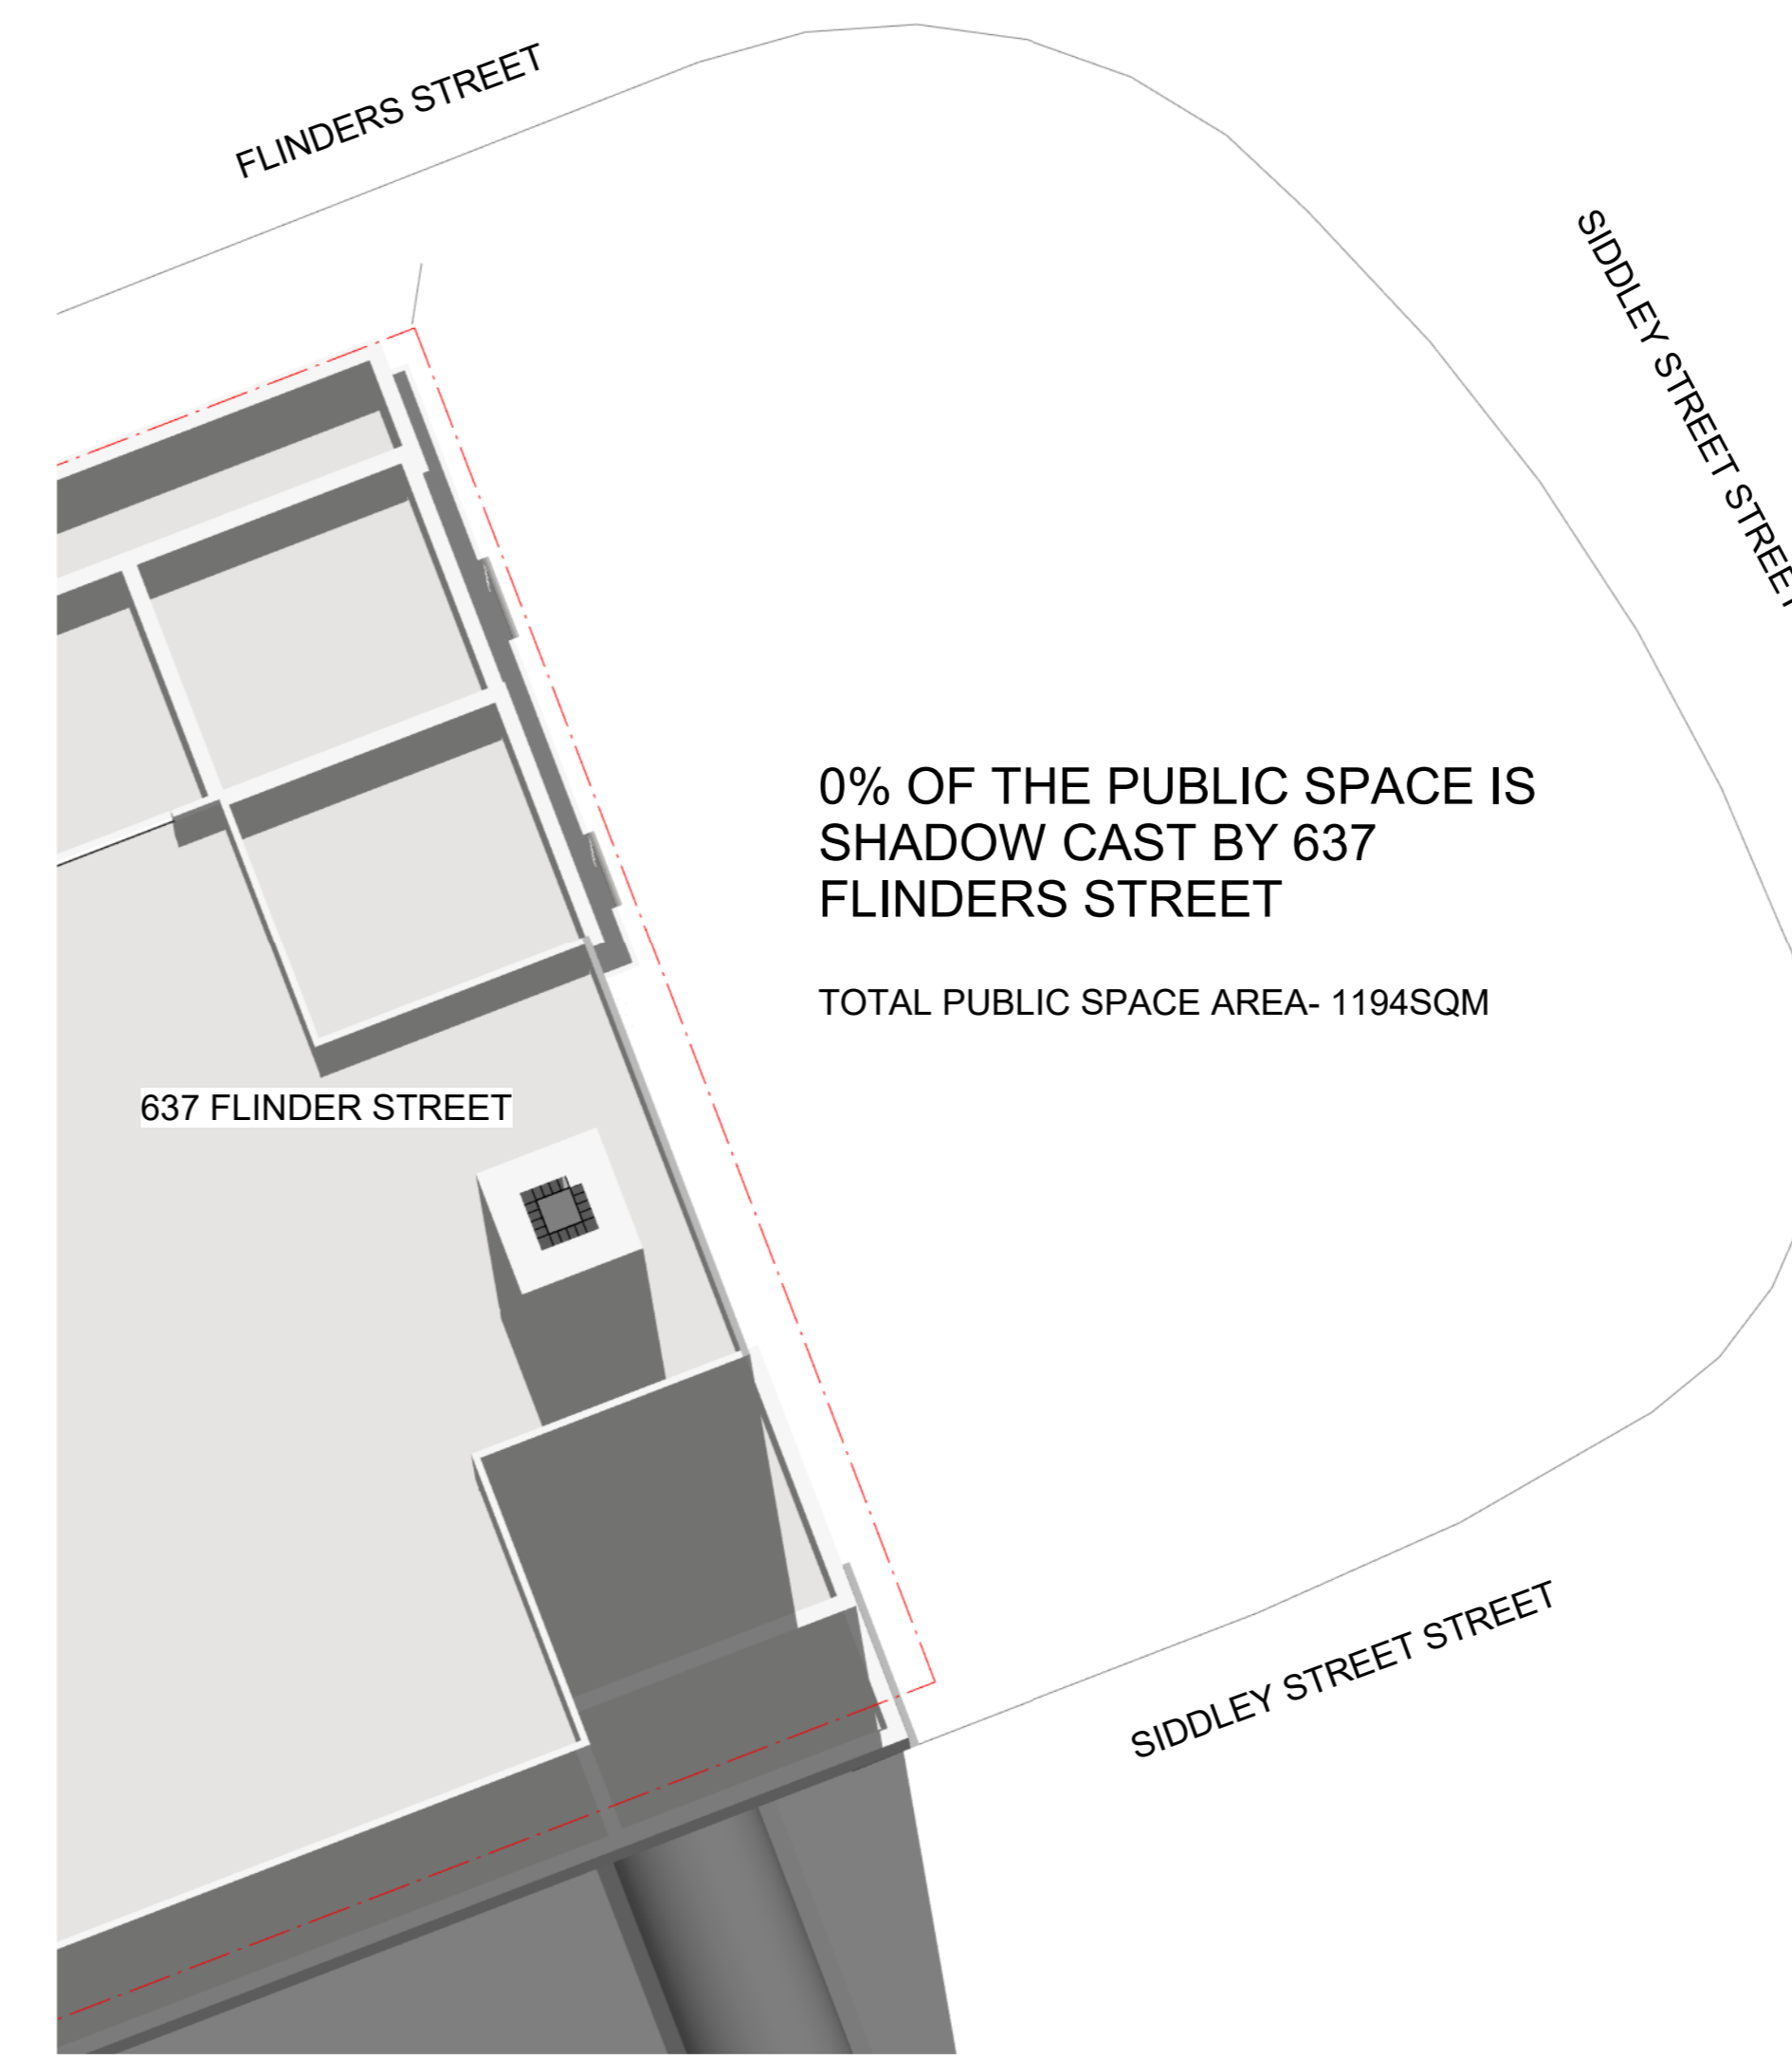 FLINDERS STREET
SIDDLEY STREET STREET
0% OF THE PUBLIC SPACE IS
SHADOW CAST BY 637
FLINDERS STREET
TOTAL PUBLIC SPACE AREA- 1194SQM
637 FLINDER STREET
SIDDLEY STREET STREET